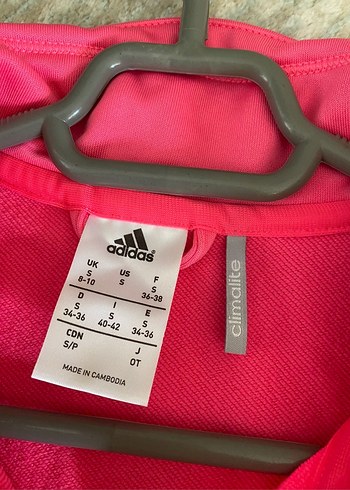 adidas
UK US F
S S S
8-10 36-38
D I E
S S S
34-36 40-42 34-36
CDN J
S/P OT
MADE IN CAMBODIA
climalite